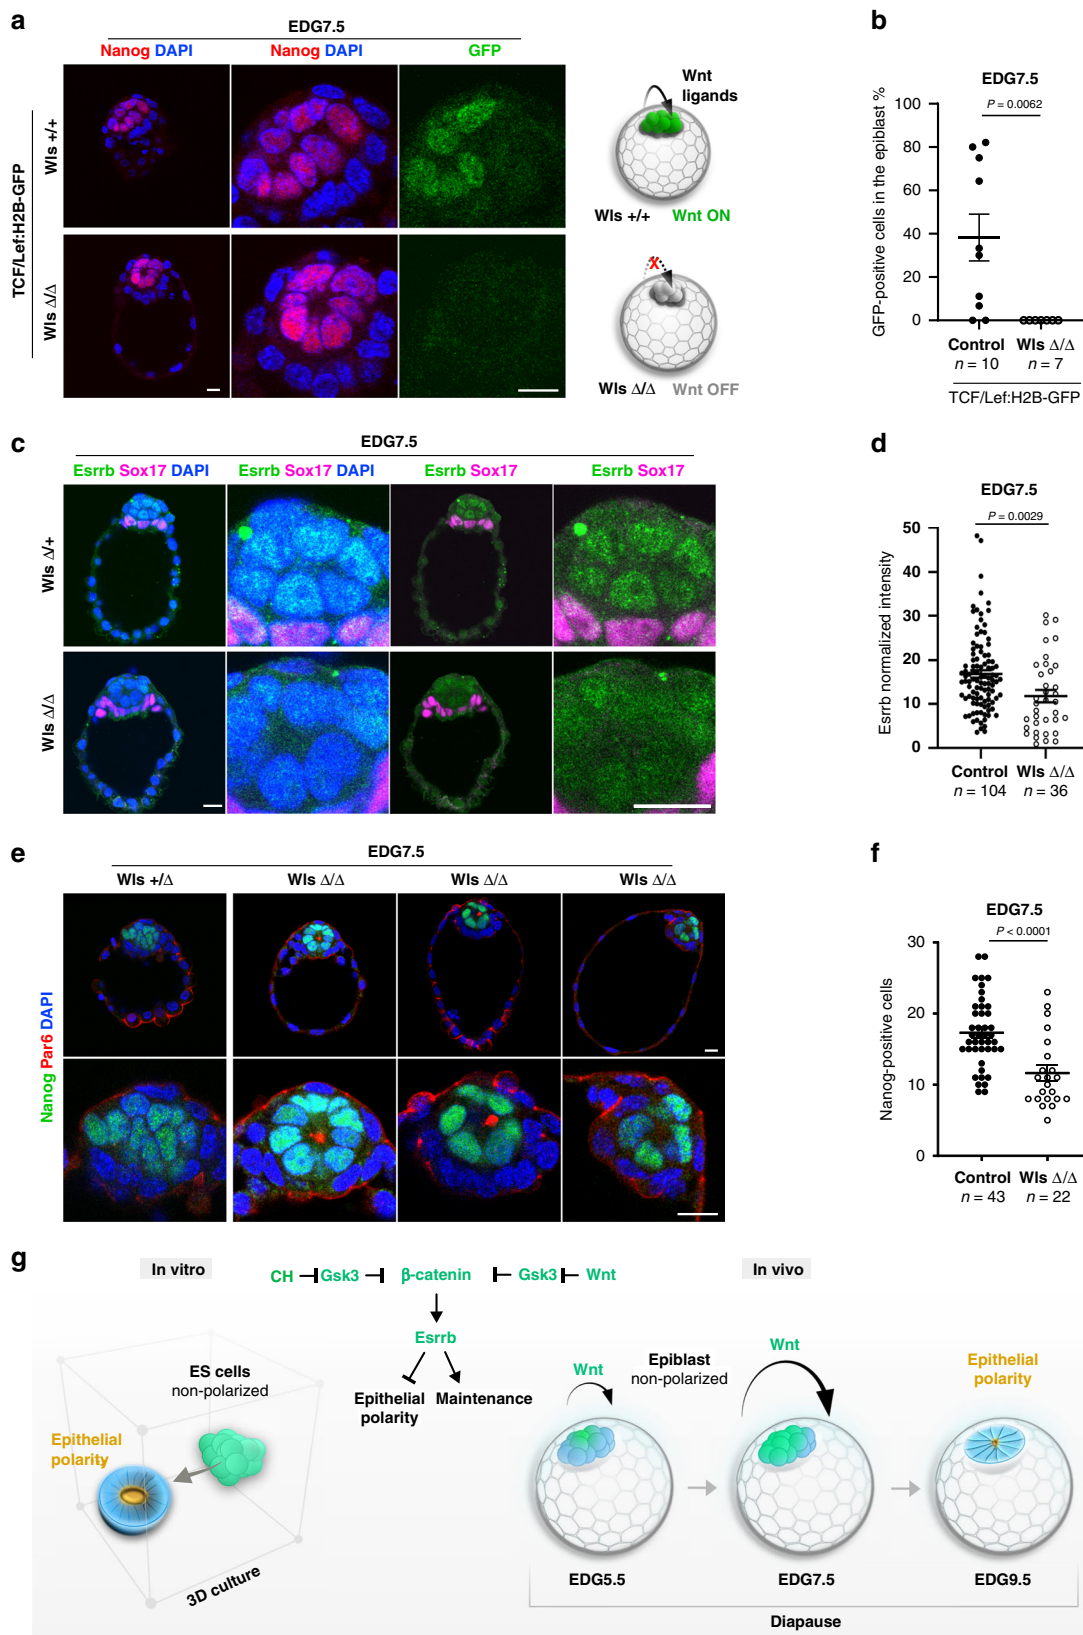 a
EDG7.5
Nanog DAPI
Nanog DAPI
GFP
TCF/Lef:H2B-GFP
Wls +/+
Wls Δ/Δ
Wnt
ligands
Wls +/+ Wnt ON
X
Wls Δ/Δ Wnt OFF
b
EDG7.5
P = 0.0062
GFP-positive cells in the epiblast %
100
80
60
40
20
0
Control Wls Δ/Δ
n = 10 n = 7
TCF/Lef:H2B-GFP
c
EDG7.5
Esrrb Sox17 DAPI
Esrrb Sox17 DAPI
Esrrb Sox17
Esrrb Sox17
Wls Δ/+
Wls Δ/Δ
d
EDG7.5
P = 0.0029
Esrrb normalized intensity
50
40
30
20
10
0
Control Wls Δ/Δ
n = 104 n = 36
e
EDG7.5
Wls +/Δ
Wls Δ/Δ
Wls Δ/Δ
Wls Δ/Δ
Nanog Par6 DAPI
f
EDG7.5
P < 0.0001
Nanog-positive cells
30
20
10
0
Control Wls Δ/Δ
n = 43 n = 22
g
In vitro
In vivo
CH Gsk3 β-catenin Gsk3 Wnt
Esrrb
Epithelial
polarity
Maintenance
ES cells
non-polarized
Epithelial
polarity
3D culture
Wnt
Epiblast
non-polarized
Wnt
Epithelial
polarity
EDG5.5
EDG7.5
EDG9.5
Diapause